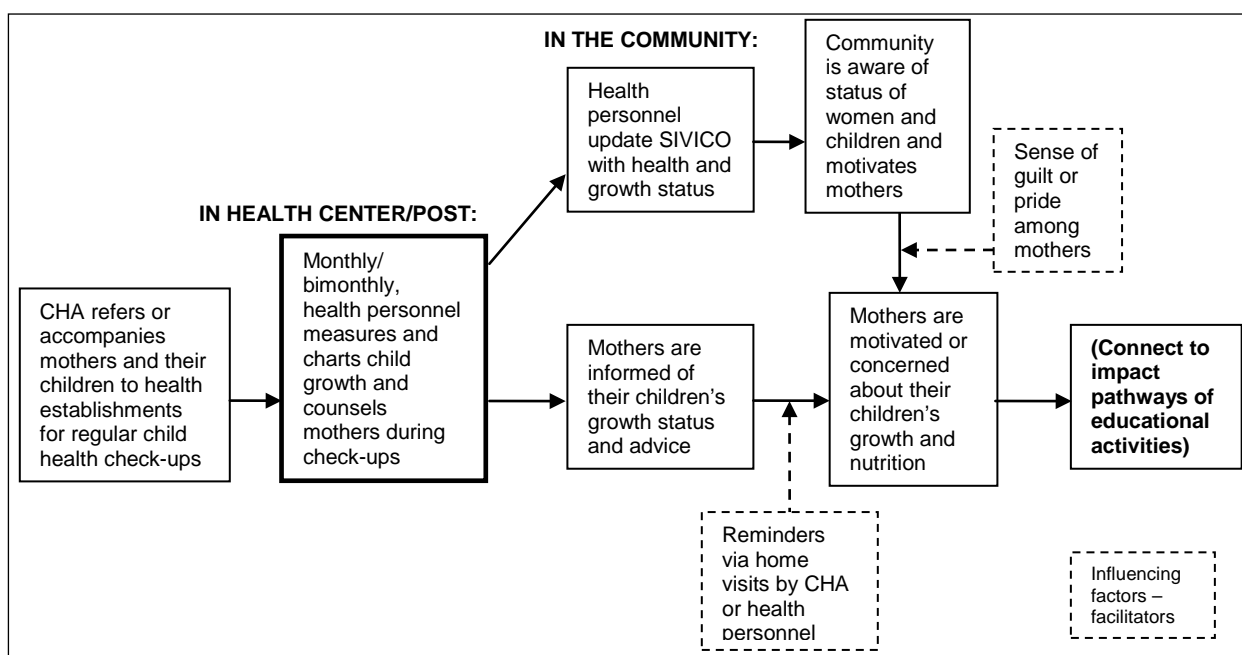 IN THE COMMUNITY:
Community
is aware of
status of
women and
children and
motivates
mothers
Health
personnel
update SIVICO
with health and
growth status
Sense of
guilt or
pride
among
mothers
IN HEALTH CENTER/POST:
Monthly/
bimonthly,
health personnel
measures and
charts child
growth and
counsels
mothers during
check-ups
CHA refers or
accompanies
mothers and their
children to health
establishments
for regular child
health check-ups
Mothers are
informed of
their children’s
growth status
and advice
Mothers are
motivated or
concerned
about their
children’s
growth and
nutrition
(Connect to
impact
pathways of
educational
activities)
Reminders
via home
visits by CHA
or health
personnel
Influencing
factors –
facilitators